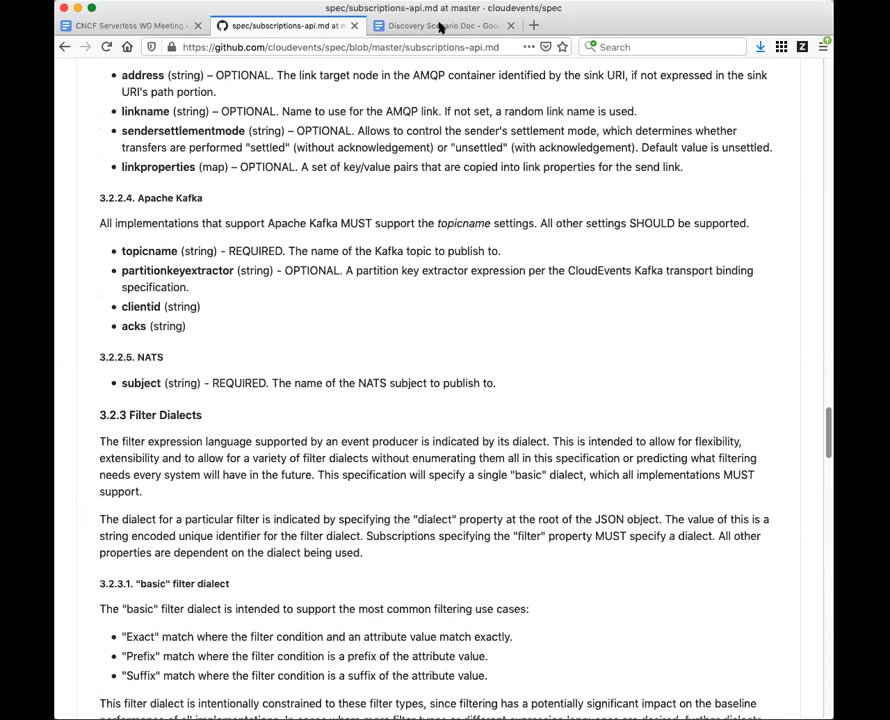 spec/subscriptions-api.md at master · cloudevents/spec
CNCF Serverless WG Meeting
spec/subscriptions-api.md at m
Discovery Scenario Doc - Goo
https://github.com/cloudevents/spec/blob/master/subscriptions-api.md
Search
• address (string) – OPTIONAL. The link target node in the AMQP container identified by the sink URI, if not expressed in the sink
URI's path portion.
• linkname (string) – OPTIONAL. Name to use for the AMQP link. If not set, a random link name is used.
• sendersettlementmode (string) – OPTIONAL. Allows to control the sender's settlement mode, which determines whether
transfers are performed "settled" (without acknowledgement) or "unsettled" (with acknowledgement). Default value is unsettled.
• linkproperties (map) – OPTIONAL. A set of key/value pairs that are copied into link properties for the send link.
3.2.2.4. Apache Kafka
All implementations that support Apache Kafka MUST support the topicname settings. All other settings SHOULD be supported.
• topicname (string) - REQUIRED. The name of the Kafka topic to publish to.
• partitionkeyextractor (string) - OPTIONAL. A partition key extractor expression per the CloudEvents Kafka transport binding
specification.
• clientid (string)
• acks (string)
3.2.2.5. NATS
• subject (string) - REQUIRED. The name of the NATS subject to publish to.
3.2.3 Filter Dialects
The filter expression language supported by an event producer is indicated by its dialect. This is intended to allow for flexibility,
extensibility and to allow for a variety of filter dialects without enumerating them all in this specification or predicting what filtering
needs every system will have in the future. This specification will specify a single "basic" dialect, which all implementations MUST
support.
The dialect for a particular filter is indicated by specifying the "dialect" property at the root of the JSON object. The value of this is a
string encoded unique identifier for the filter dialect. Subscriptions specifying the "filter" property MUST specify a dialect. All other
properties are dependent on the dialect being used.
3.2.3.1. "basic" filter dialect
The "basic" filter dialect is intended to support the most common filtering use cases:
• "Exact" match where the filter condition and an attribute value match exactly.
• "Prefix" match where the filter condition is a prefix of the attribute value.
• "Suffix" match where the filter condition is a suffix of the attribute value.
This filter dialect is intentionally constrained to these filter types, since filtering has a potentially significant impact on the baseline